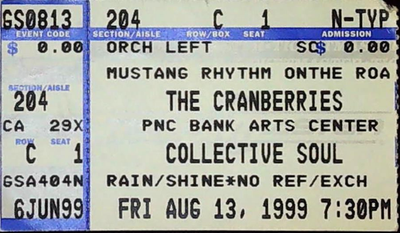 GS0813 204 C 1 N-TYP
EVENT CODE SECTION/AISLE ROW/BOX SEAT ADMISSION
$ 0.00 ORCH LEFT SC$ 0.00
MUSTANG RHYTHM ONTHE ROA
SECTION/AISLE
204 THE CRANBERRIES
CA 29X PNC BANK ARTS CENTER
ROW SEAT
C 1 COLLECTIVE SOUL
GSA404N RAIN/SHINE*NO REF/EXCH
6JUN99 FRI AUG 13, 1999 7:30PM